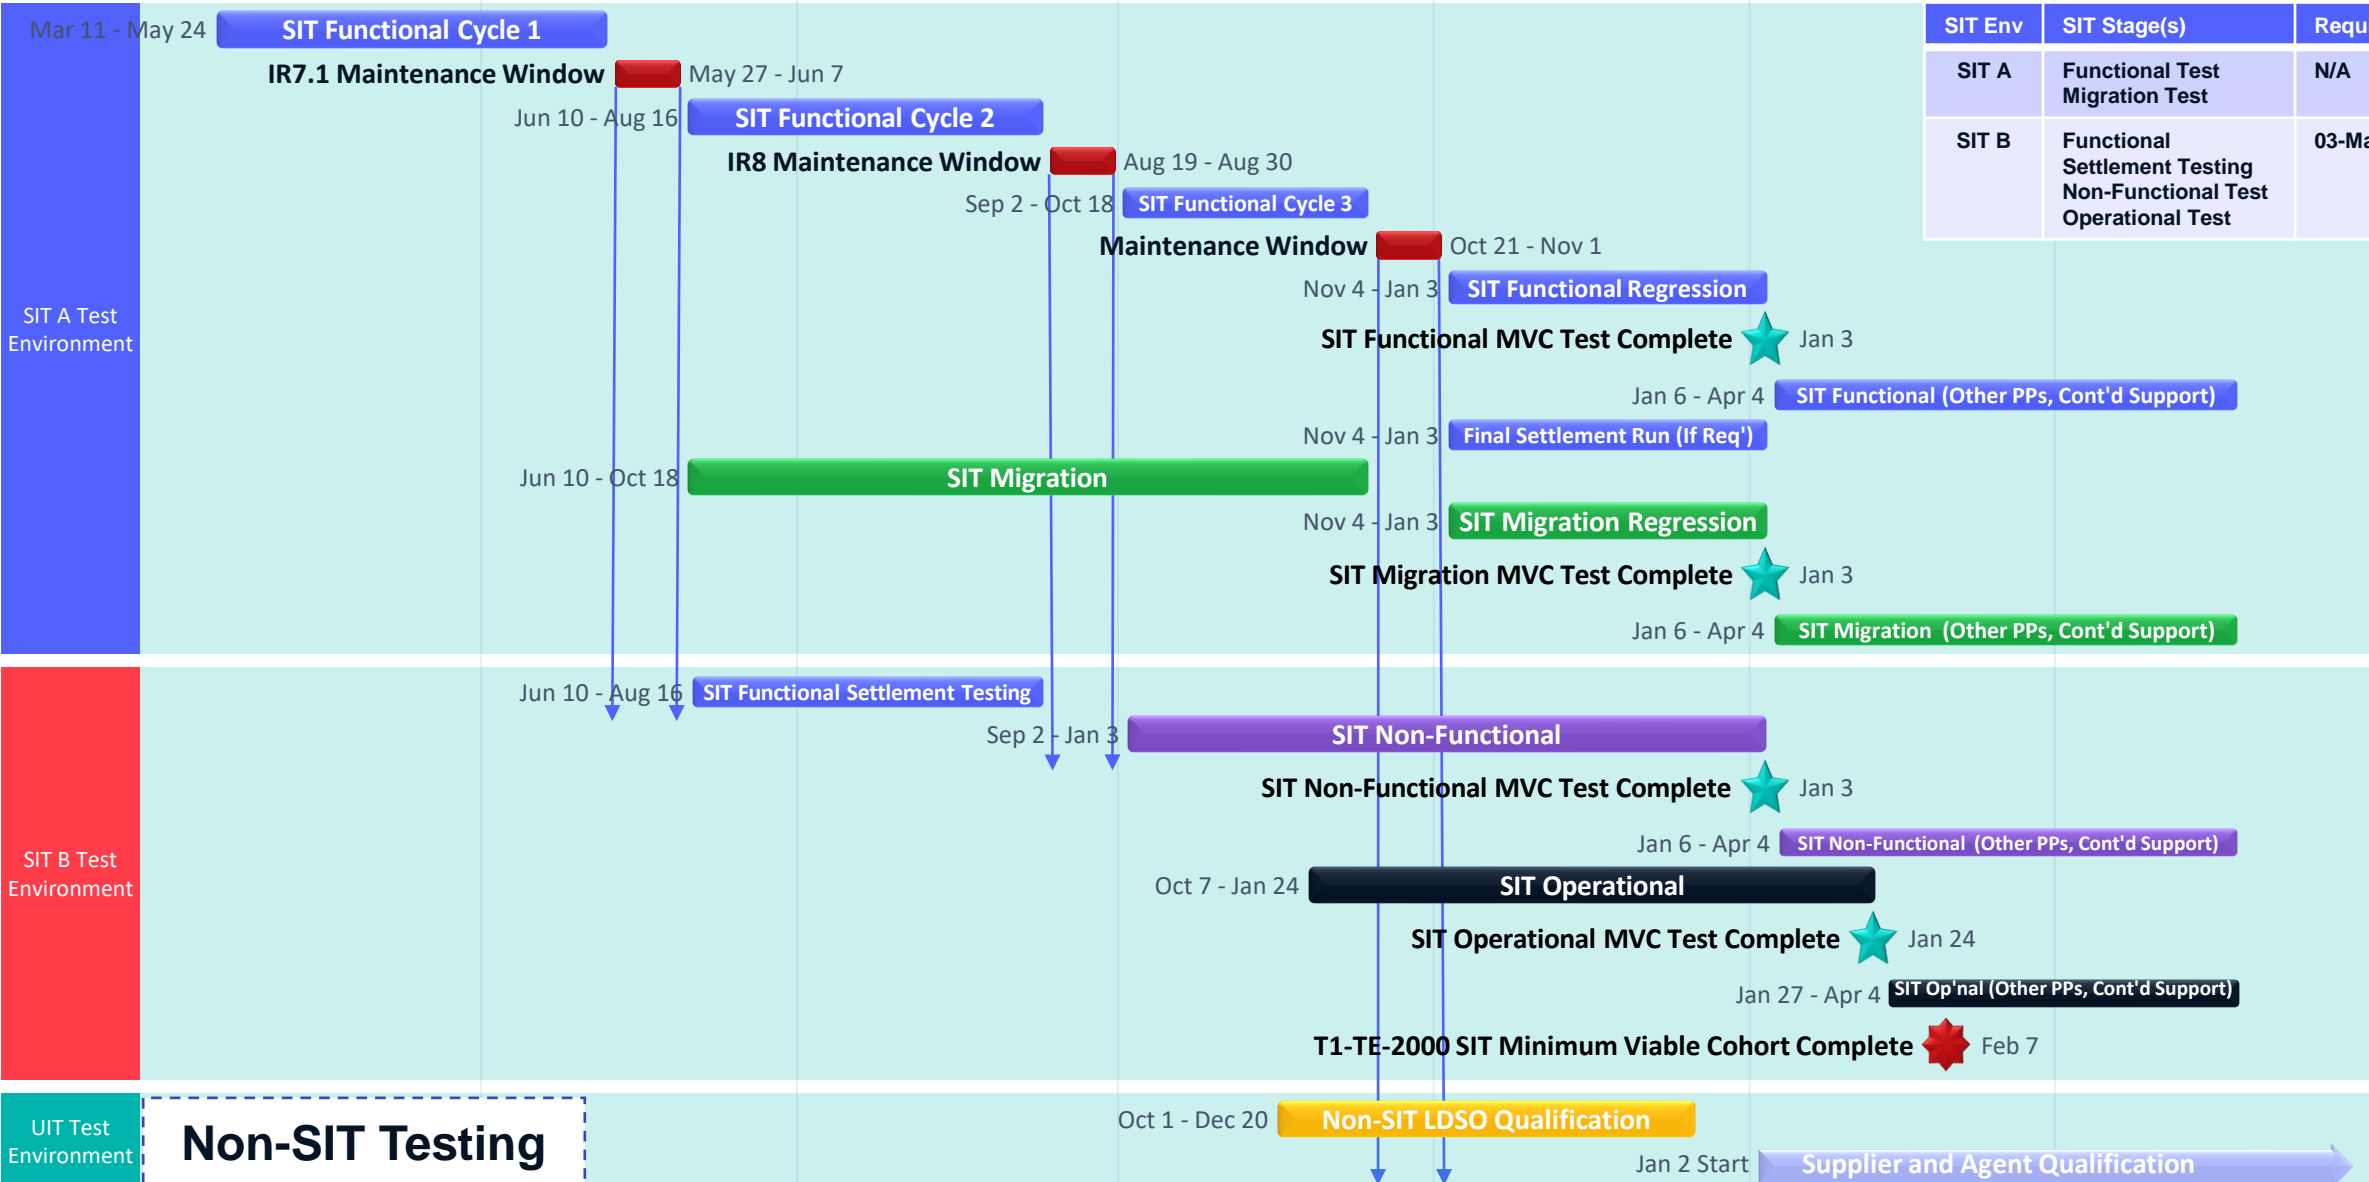 Mar 11 - May 24 SIT Functional Cycle 1
IR7.1 Maintenance Window May 27 - Jun 7
Jun 10 - Aug 16 SIT Functional Cycle 2
IR8 Maintenance Window Aug 19 - Aug 30
Sep 2 - Oct 18 SIT Functional Cycle 3
Maintenance Window Oct 21 - Nov 1
Nov 4 - Jan 3 SIT Functional Regression
SIT Functional MVC Test Complete Jan 3
Jan 6 - Apr 4 SIT Functional (Other PPs, Cont'd Support)
Nov 4 - Jan 3 Final Settlement Run (If Req')
Jun 10 - Oct 18 SIT Migration
Nov 4 - Jan 3 SIT Migration Regression
SIT Migration MVC Test Complete Jan 3
Jan 6 - Apr 4 SIT Migration (Other PPs, Cont'd Support)
SIT A Test
Environment
SIT Env SIT Stage(s) Requ
SIT A Functional Test N/A
Migration Test
SIT B Functional 03-Ma
Settlement Testing
Non-Functional Test
Operational Test
SIT B Test
Environment
Jun 10 - Aug 16 SIT Functional Settlement Testing
Sep 2 - Jan 3 SIT Non-Functional
SIT Non-Functional MVC Test Complete Jan 3
Jan 6 - Apr 4 SIT Non-Functional (Other PPs, Cont'd Support)
Oct 7 - Jan 24 SIT Operational
SIT Operational MVC Test Complete Jan 24
Jan 27 - Apr 4 SIT Op'nal (Other PPs, Cont'd Support)
T1-TE-2000 SIT Minimum Viable Cohort Complete Feb 7
UIT Test
Environment
Non-SIT Testing
Oct 1 - Dec 20 Non-SIT LDSO Qualification
Jan 2 Start Supplier and Agent Qualification